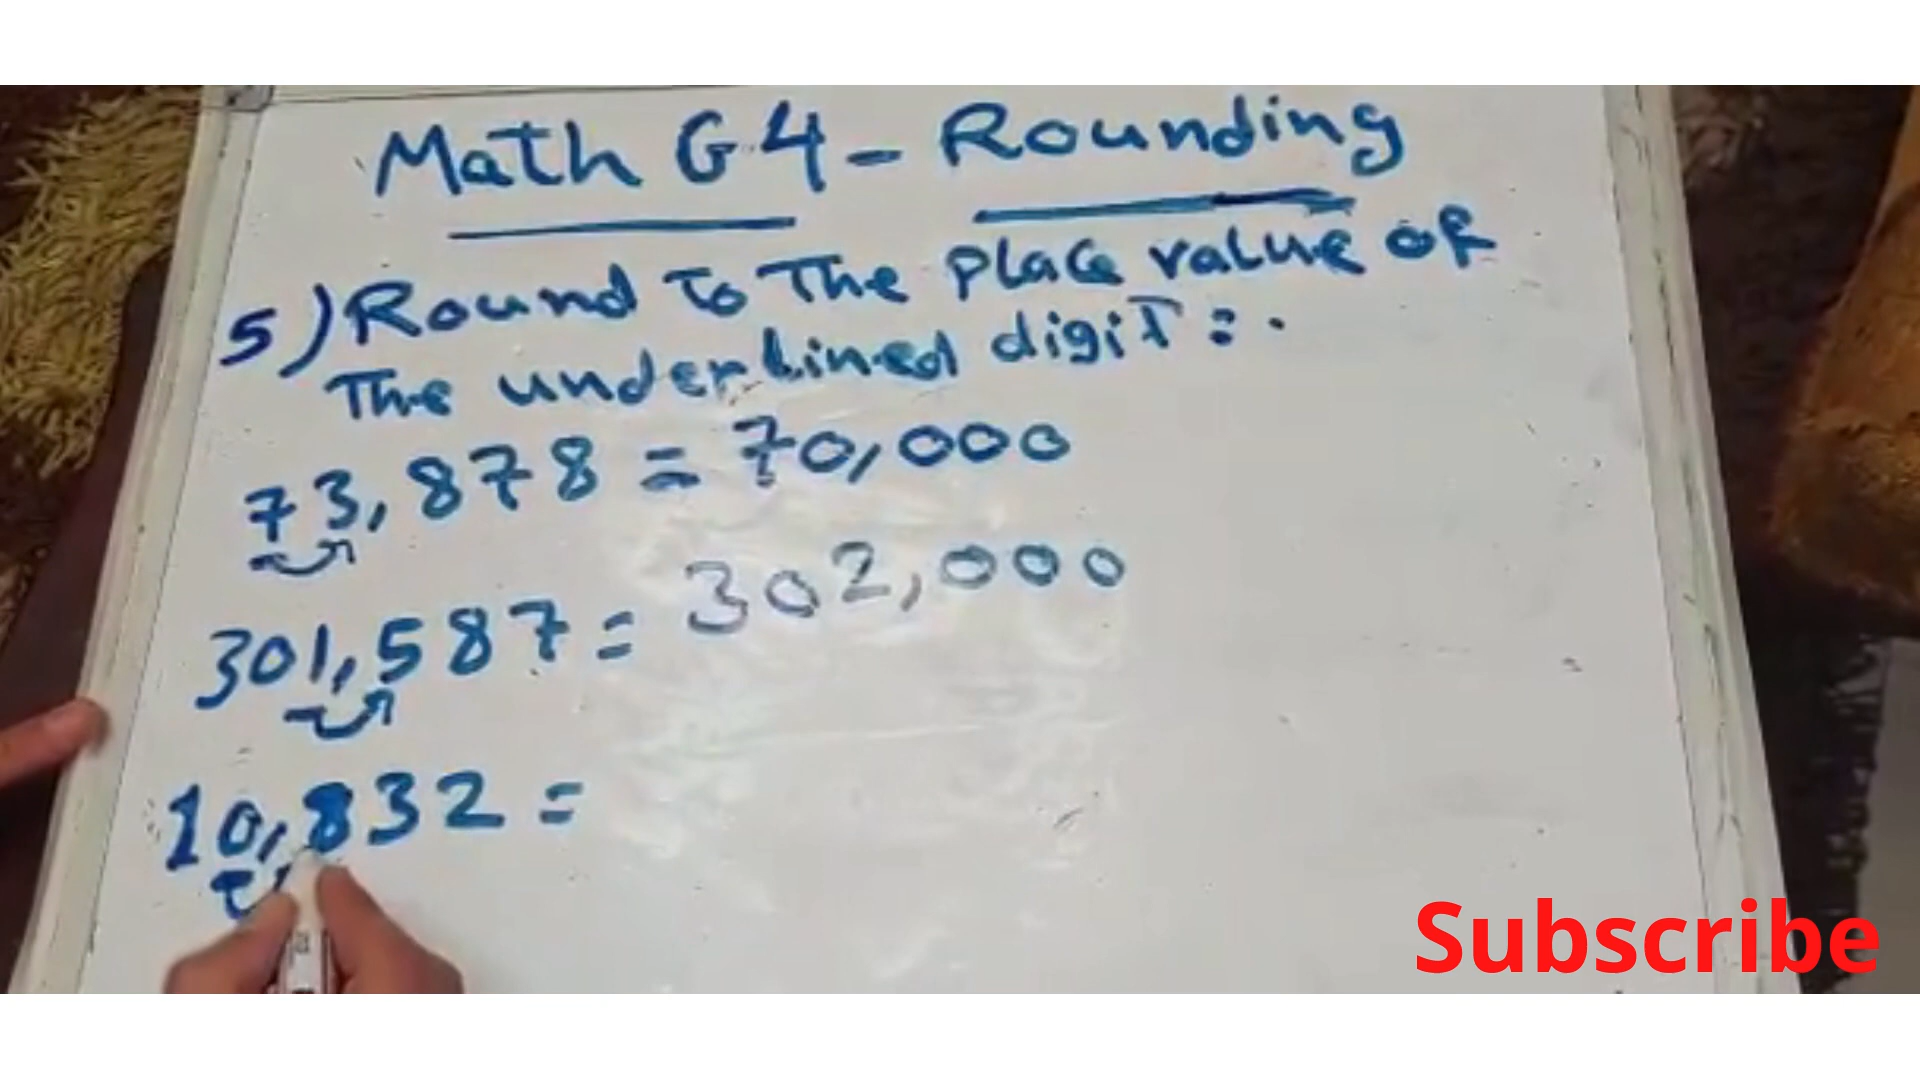 Math G4 - Rounding
5) Round To The Place value of
The underlined digit :.
73,878 = 70,000
301,587 = 302,000
10,832 =
Subscribe